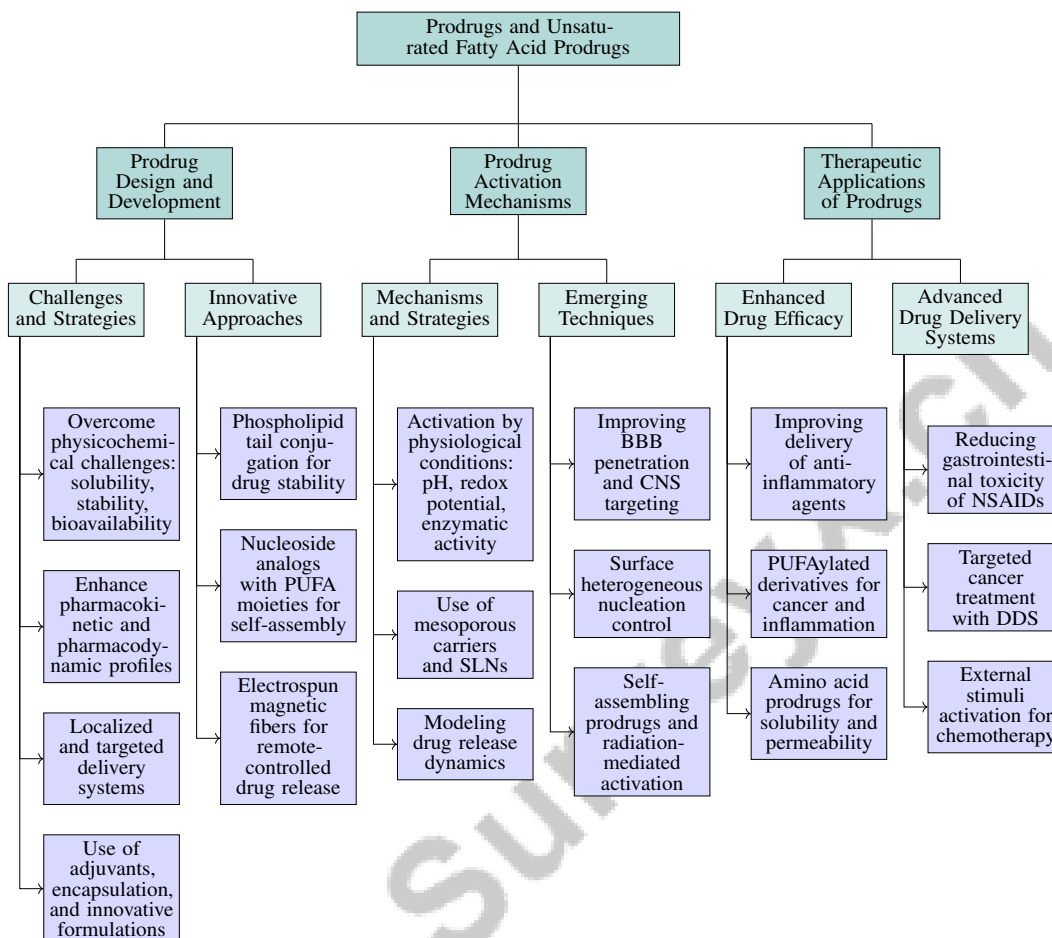 Prodrugs and Unsatu-
rated Fatty Acid Prodrugs
Prodrug
Design and
Development
Prodrug
Activation
Mechanisms
Therapeutic
Applications
of Prodrugs
Challenges
and Strategies
Innovative
Approaches
Mechanisms
and Strategies
Emerging
Techniques
Enhanced
Drug Efficacy
Advanced
Drug Delivery
Systems
Overcome
physicochemi-
cal challenges:
solubility,
stability,
bioavailability
Enhance
pharmacoki-
netic and
pharmacody-
namic profiles
Localized
and targeted
delivery
systems
Use of
adjuvants,
encapsulation,
and innovative
formulations
Phospholipid
tail conju-
gation for
drug stability
Nucleoside
analogs
with PUFA
moieties for
self-assembly
Electrospun
magnetic
fibers for
remote-
controlled
drug release
Activation by
physiological
conditions:
pH, redox
potential,
enzymatic
activity
Use of
mesoporous
carriers
and SLNs
Modeling
drug release
dynamics
Improving
BBB
penetration
and CNS
targeting
Surface
heterogeneous
nucleation
control
Self-
assembling
prodrugs and
radiation-
mediated
activation
Improving
delivery
of anti-
inflammatory
agents
PUFAylated
derivatives for
cancer and
inflammation
Amino acid
prodrugs for
solubility and
permeability
Reducing
gastrointesti-
nal toxicity
of NSAIDs
Targeted
cancer
treatment
with DDS
External
stimuli
activation for
chemotherapy